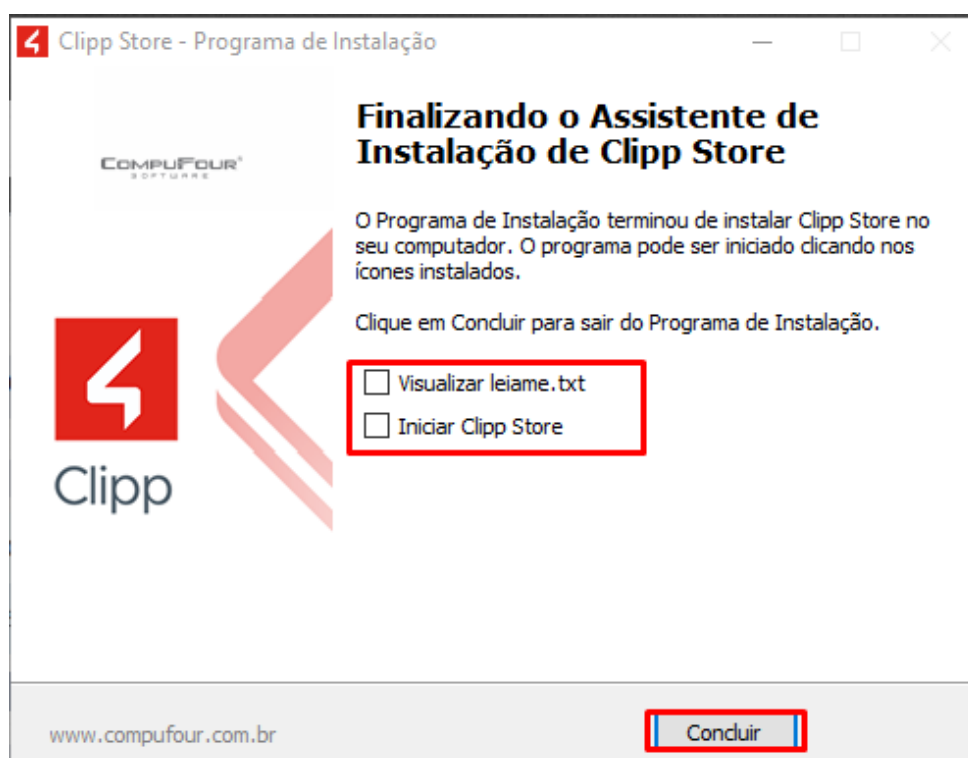 Clipp Store - Programa de Instalação
COMPUFOUR
SOFTWARE
Finalizando o Assistente de
Instalação de Clipp Store
O Programa de Instalação terminou de instalar Clipp Store no
seu computador. O programa pode ser iniciado clicando nos
ícones instalados.
Clique em Concluir para sair do Programa de Instalação.
Visualizar leiame.txt
Iniciar Clipp Store
Clipp
www.compufour.com.br
Concluir